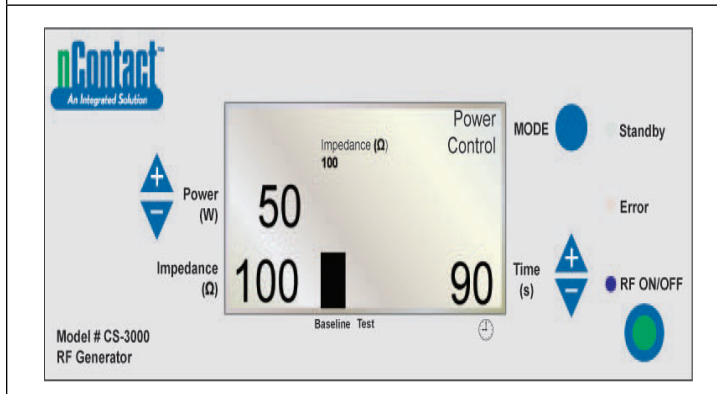 nContact™
An Integrated Solution
Power
Control
Impedance (Ω)
100
MODE
Standby
+
−
Power
(W)
50
Error
Impedance
(Ω)
100
90
Time
(s)
+
−
RF ON/OFF
Baseline Test
Model # CS-3000
RF Generator